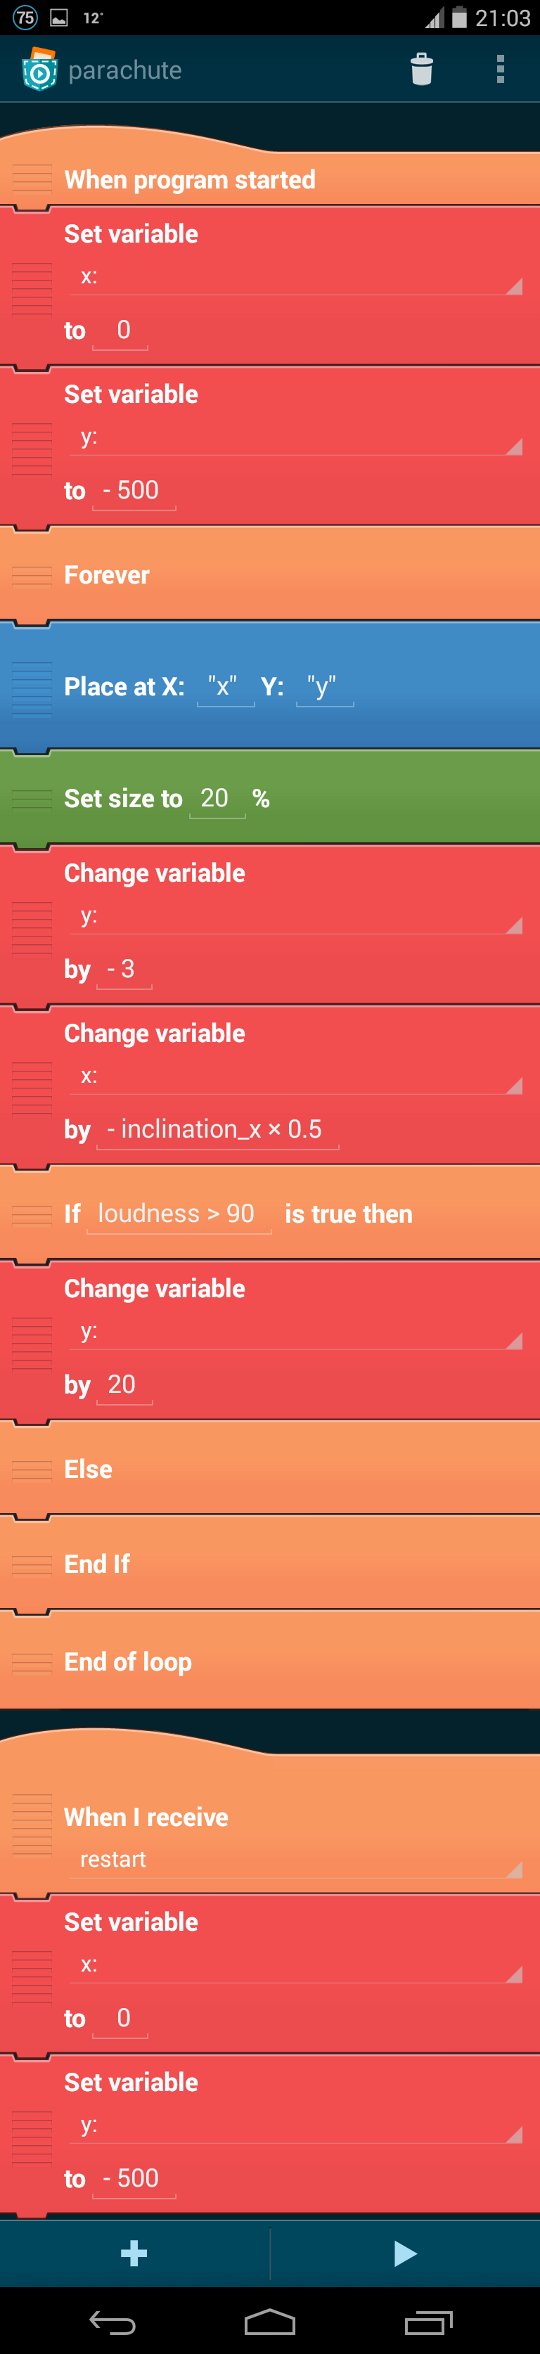 75 12° 21:03
parachute
When program started
Set variable
x:
to 0
Set variable
y:
to - 500
Forever
Place at X: "x" Y: "y"
Set size to 20 %
Change variable
y:
by - 3
Change variable
x:
by - inclination_x × 0.5
If loudness > 90 is true then
Change variable
y:
by 20
Else
End If
End of loop
When I receive
restart
Set variable
x:
to 0
Set variable
y:
to - 500